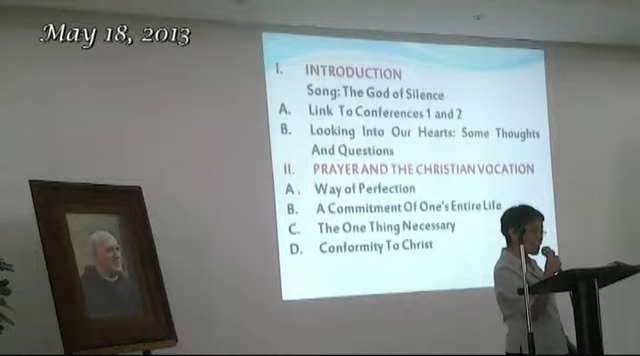 May 18, 2013
I. INTRODUCTION
Song: The God of Silence
A. Link To Conferences 1 and 2
B. Looking Into Our Hearts: Some Thoughts
And Questions
II. PRAYER AND THE CHRISTIAN VOCATION
A. Way of Perfection
B. A Commitment Of One's Entire Life
C. The One Thing Necessary
D. Conformity To Christ